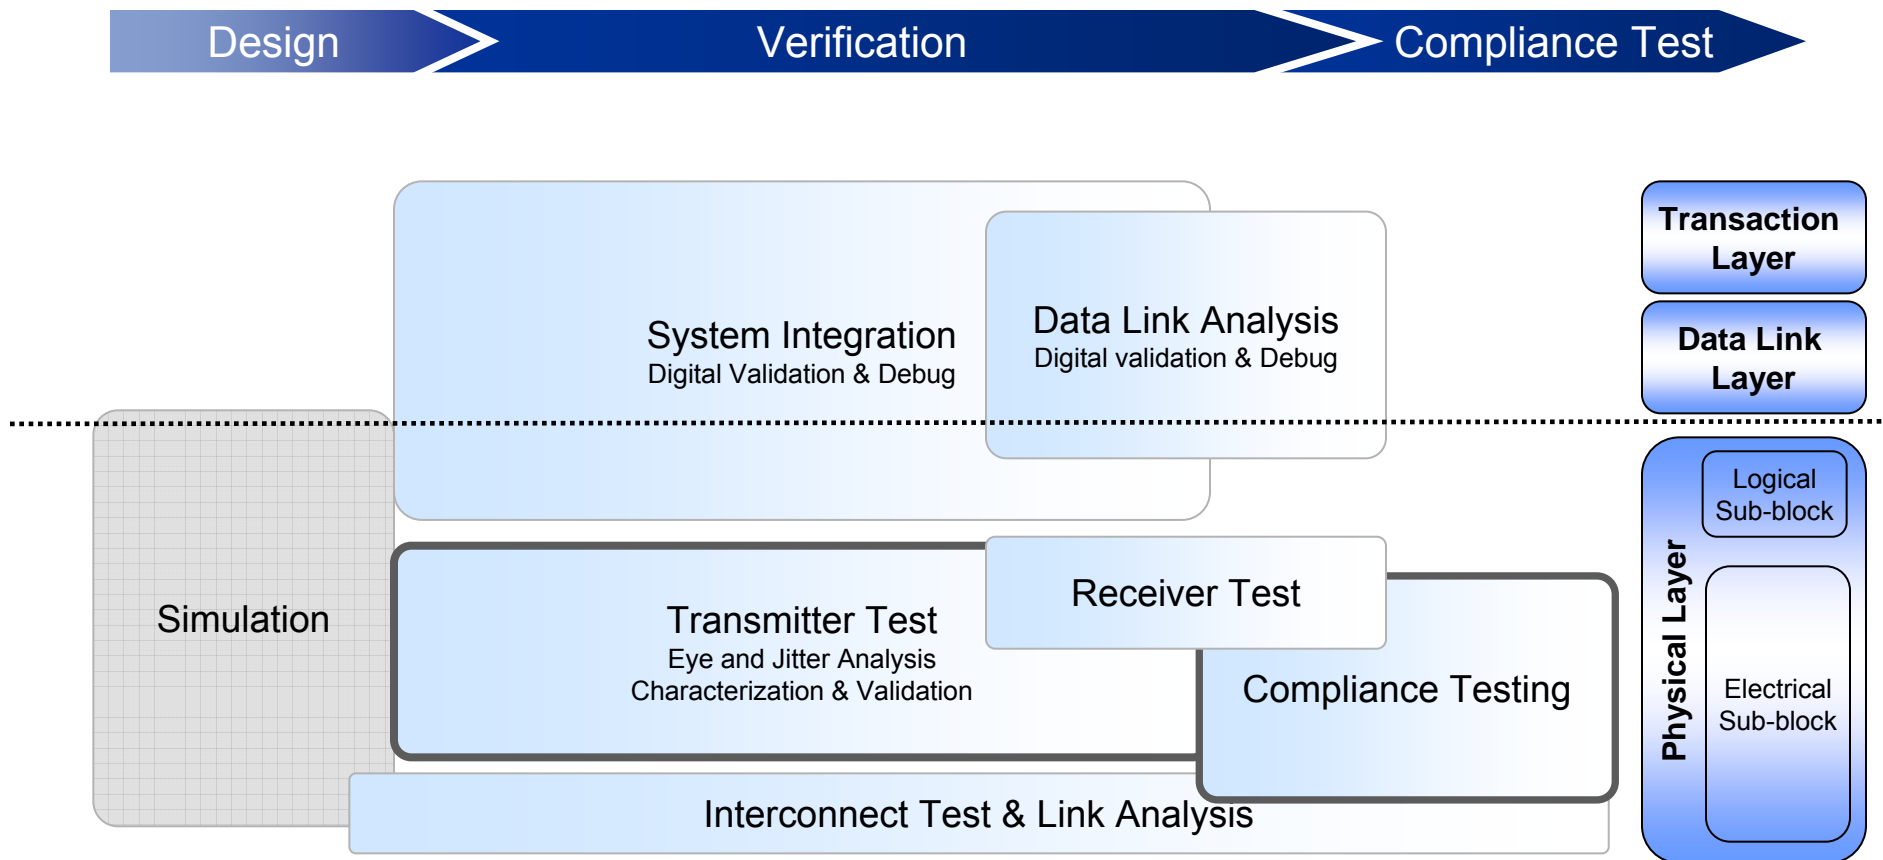 Design
Verification
Compliance Test
System Integration
Digital Validation & Debug
Data Link Analysis
Digital validation & Debug
Transaction
Layer
Data Link
Layer
Simulation
Transmitter Test
Eye and Jitter Analysis
Characterization & Validation
Receiver Test
Compliance Testing
Interconnect Test & Link Analysis
Physical Layer
Logical
Sub-block
Electrical
Sub-block